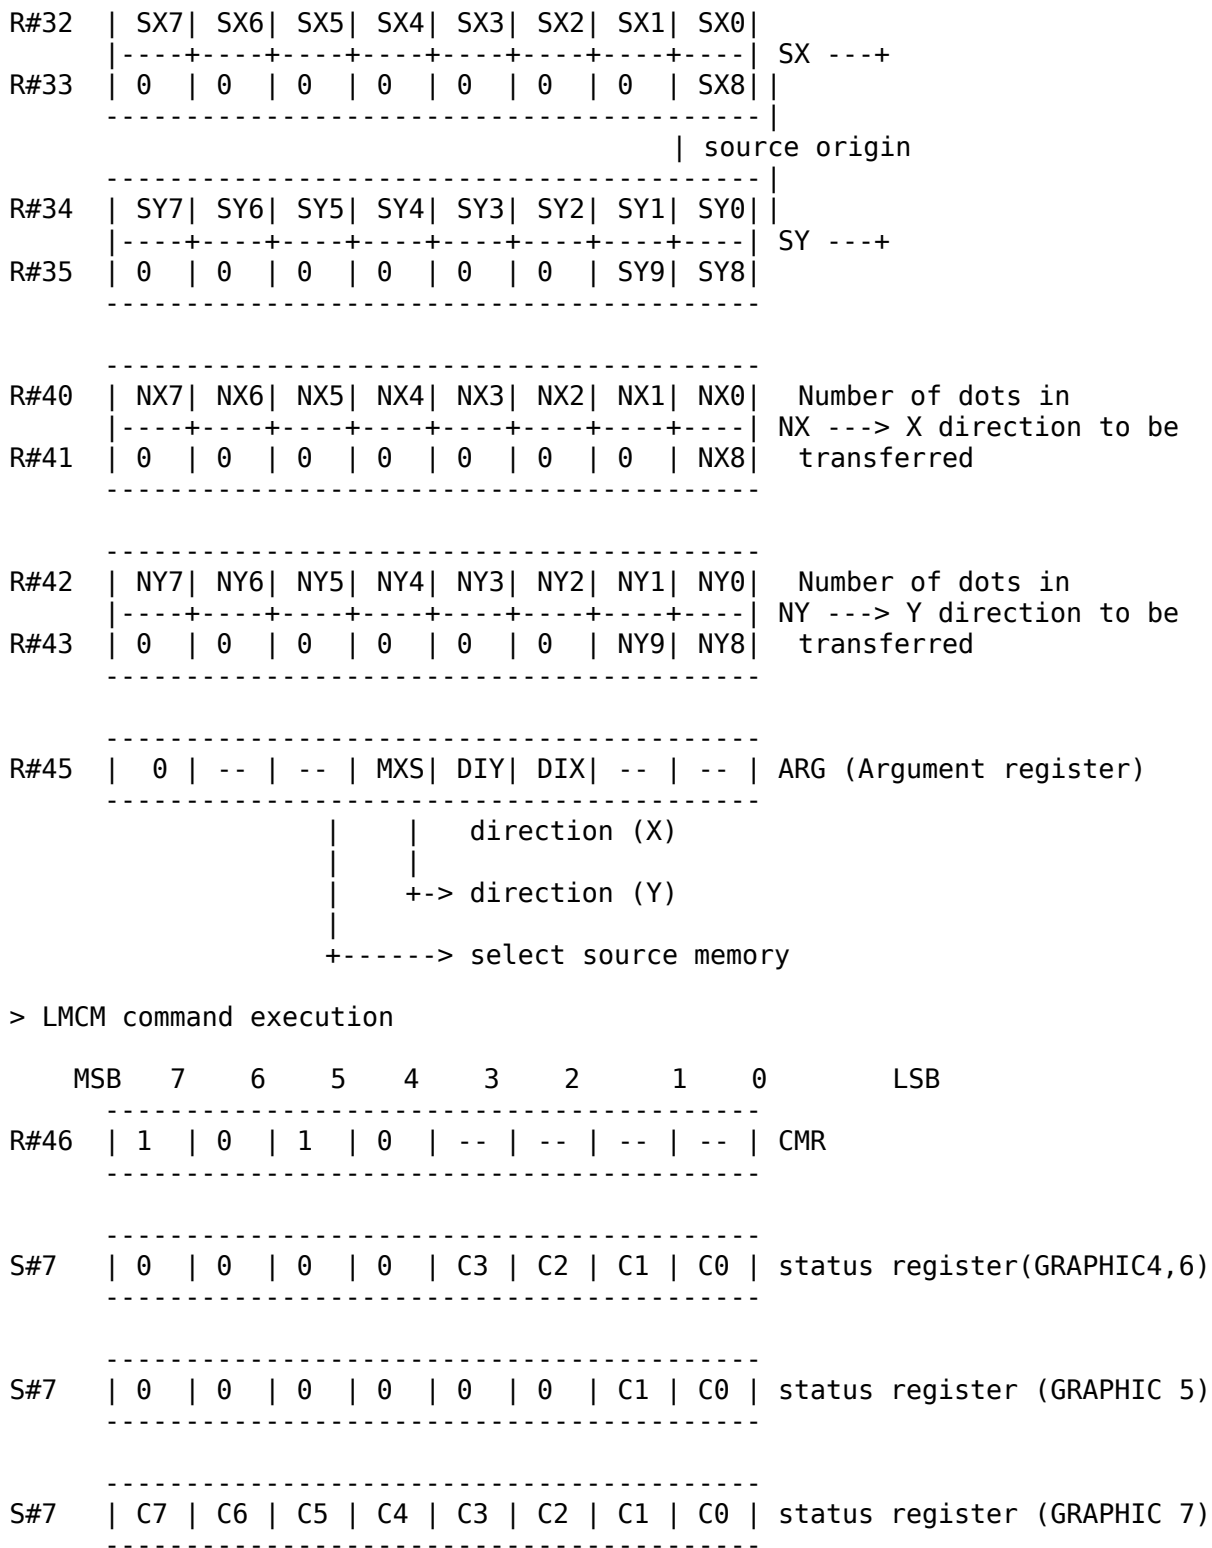 R#32  | SX7| SX6| SX5| SX4| SX3| SX2| SX1| SX0|
      |----+----+----+----+----+----+----+----| SX ---+
R#33  | 0  | 0  | 0  | 0  | 0  | 0  | 0  | SX8| |
      ----------------------------------------- |
                                         | source origin
      ----------------------------------------- |
R#34  | SY7| SY6| SY5| SY4| SY3| SY2| SY1| SY0| |
      |----+----+----+----+----+----+----+----| SY ---+
R#35  | 0  | 0  | 0  | 0  | 0  | 0  | SY9| SY8|
      -----------------------------------------
      -----------------------------------------
R#40  | NX7| NX6| NX5| NX4| NX3| NX2| NX1| NX0|  Number of dots in
      |----+----+----+----+----+----+----+----| NX ---> X direction to be
R#41  | 0  | 0  | 0  | 0  | 0  | 0  | 0  | NX8|  transferred
      -----------------------------------------
      -----------------------------------------
R#42  | NY7| NY6| NY5| NY4| NY3| NY2| NY1| NY0|  Number of dots in
      |----+----+----+----+----+----+----+----| NY ---> Y direction to be
R#43  | 0  | 0  | 0  | 0  | 0  | 0  | NY9| NY8|  transferred
      -----------------------------------------
      -----------------------------------------
R#45  |  0 | -- | -- | MXS| DIY| DIX| -- | -- | ARG (Argument register)
      -----------------------------------------
                    |    |   direction (X)
                    |    |
                    |    +-> direction (Y)
                    |
                    +------> select source memory
> LMCM command execution
    MSB   7    6    5    4    3    2      1    0        LSB
      -----------------------------------------
R#46  | 1  | 0  | 1  | 0  | -- | -- | -- | -- | CMR
      -----------------------------------------
      -----------------------------------------
S#7   | 0  | 0  | 0  | 0  | C3 | C2 | C1 | C0 | status register(GRAPHIC4,6)
      -----------------------------------------
      -----------------------------------------
S#7   | 0  | 0  | 0  | 0  | 0  | 0  | C1 | C0 | status register (GRAPHIC 5)
      -----------------------------------------
      -----------------------------------------
S#7   | C7 | C6 | C5 | C4 | C3 | C2 | C1 | C0 | status register (GRAPHIC 7)
      -----------------------------------------